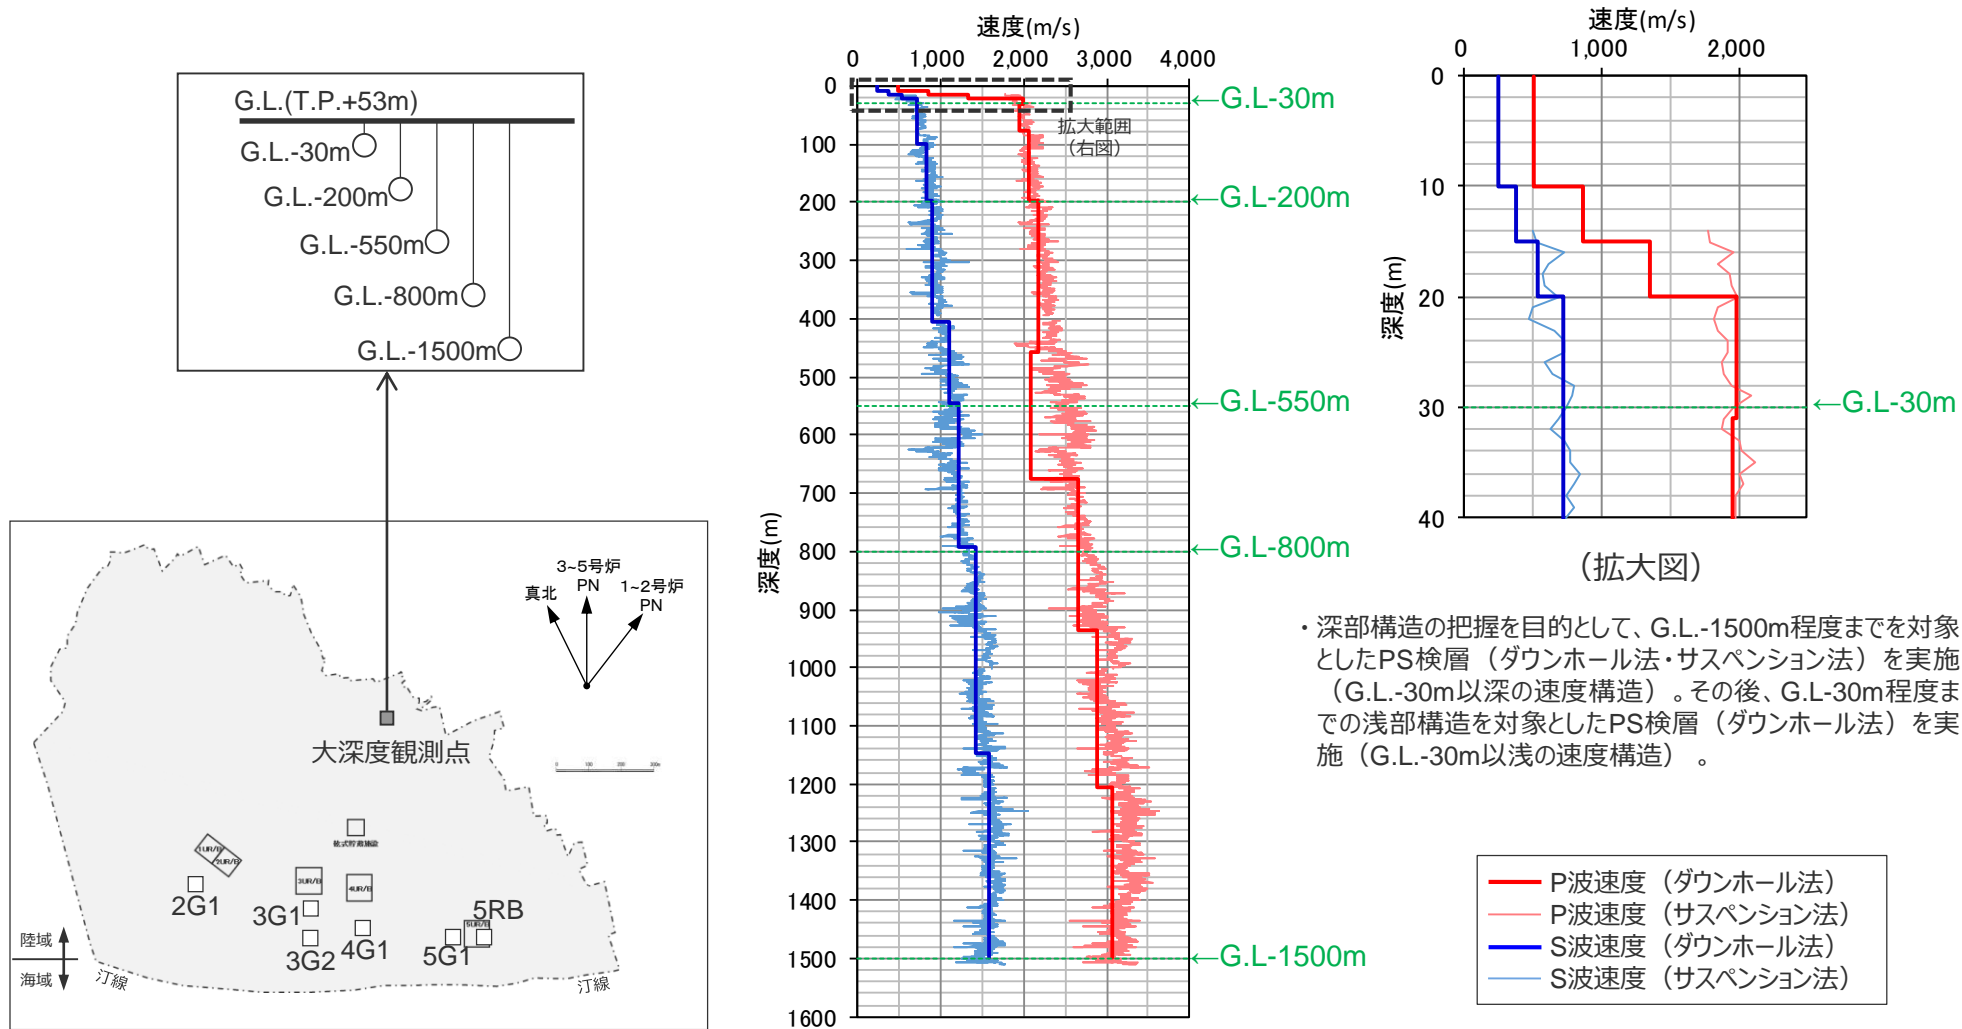 G.L.(T.P.+53m)
G.L.-30m
G.L.-200m
G.L.-550m
G.L.-800m
G.L.-1500m
真北
3~5号炉
PN
1~2号炉
PN
大深度観測点
0 100 200 300m
1UR/B
2UR/B
3UR/B
4UR/B
5UR/B
2G1
3G1
3G2
4G1
5G1
5RB
陸域
海域
汀線
汀線
速度(m/s)
0 1,000 2,000 3,000 4,000
深度(m)
0
100
200
300
400
500
600
700
800
900
1000
1100
1200
1300
1400
1500
1600
拡大範囲
(右図)
←G.L-30m
←G.L-200m
←G.L-550m
←G.L-800m
←G.L-1500m
速度(m/s)
0 1,000 2,000
深度(m)
0
10
20
30
40
←G.L-30m
(拡大図)
・深部構造の把握を目的として、G.L.-1500m程度までを対象
としたPS検層(ダウンホール法・サスペンション法)を実施
(G.L.-30m以深の速度構造)。その後、G.L-30m程度ま
での浅部構造を対象としたPS検層(ダウンホール法)を実
施(G.L.-30m以浅の速度構造)。
P波速度(ダウンホール法)
P波速度(サスペンション法)
S波速度(ダウンホール法)
S波速度(サスペンション法)